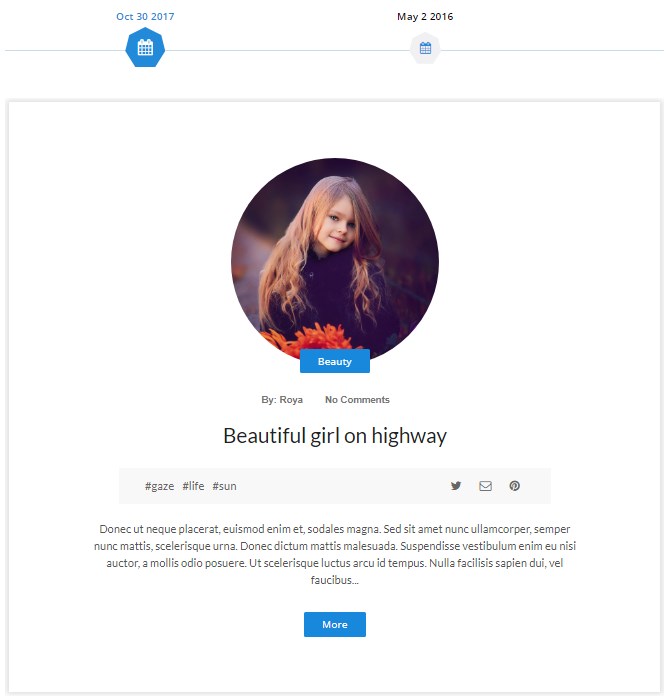 Oct 30 2017
May 2 2016
Beauty
By: Roya No Comments
Beautiful girl on highway
#gaze #life #sun
Donec ut neque placerat, euismod enim et, sodales magna. Sed sit amet nunc ullamcorper, semper
nunc mattis, scelerisque urna. Donec dictum mattis malesuada. Suspendisse vestibulum enim eu nisi
auctor, a mollis odio posuere. Ut scelerisque luctus arcu id tempus. Nulla facilisis sapien dui, vel
faucibus...
More